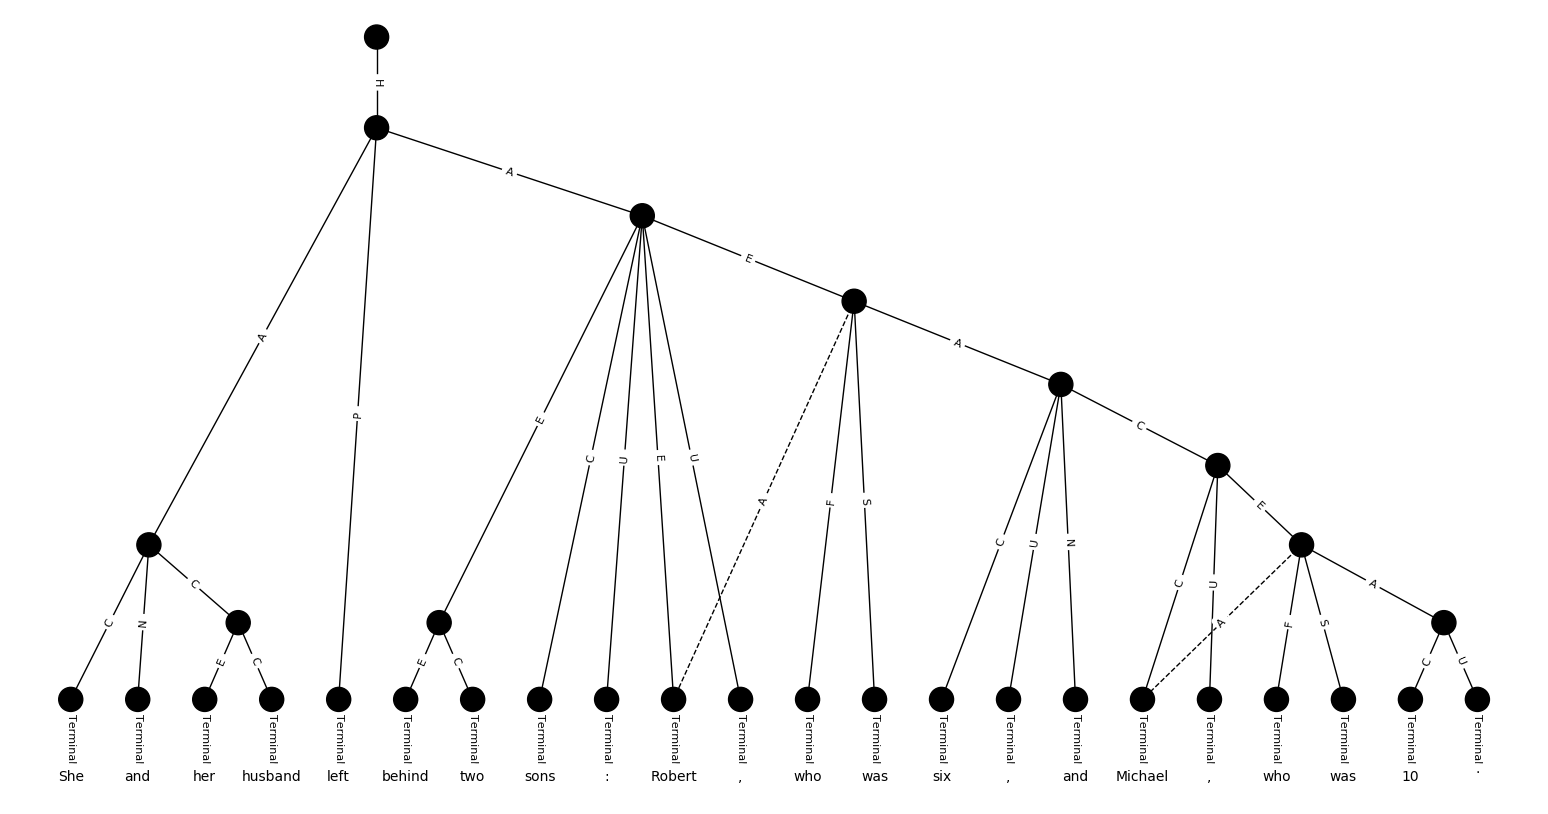 H
A
E
A
A
P
E
C
U
E
U
A
F
S
C
U
N
C
E
C
U
A
F
S
A
C
N
C
E
C
E
C
C
U
Terminal Terminal Terminal Terminal Terminal Terminal Terminal Terminal Terminal Terminal Terminal Terminal Terminal Terminal Terminal Terminal Terminal Terminal Terminal Terminal Terminal Terminal
She and her husband left behind two sons : Robert , who was six , and Michael , who was 10 .